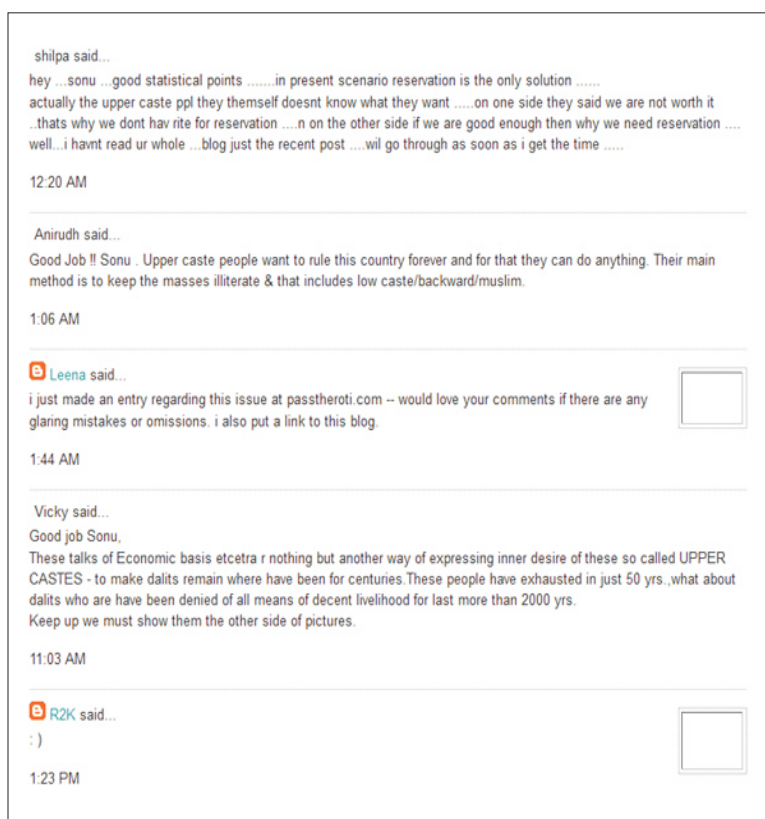 shilpa said...
hey ...sonu ...good statistical points .......in present scenario reservation is the only solution ......
actually the upper caste ppl they themself doesnt know what they want .....on one side they said we are not worth it
..thats why we dont hav rite for reservation ....n on the other side if we are good enough then why we need reservation ....
well...i havnt read ur whole ...blog just the recent post ....wil go through as soon as i get the time .....
12:20 AM
Anirudh said...
Good Job !! Sonu . Upper caste people want to rule this country forever and for that they can do anything. Their main
method is to keep the masses illiterate & that includes low caste/backward/muslim.
1:06 AM
Leena said...
i just made an entry regarding this issue at passtheroti.com -- would love your comments if there are any
glaring mistakes or omissions. i also put a link to this blog.
1:44 AM
Vicky said...
Good job Sonu,
These talks of Economic basis etcetra r nothing but another way of expressing inner desire of these so called UPPER
CASTES - to make dalits remain where have been for centuries.These people have exhausted in just 50 yrs.,what about
dalits who are have been denied of all means of decent livelihood for last more than 2000 yrs.
Keep up we must show them the other side of pictures.
11:03 AM
R2K said...
: )
1:23 PM